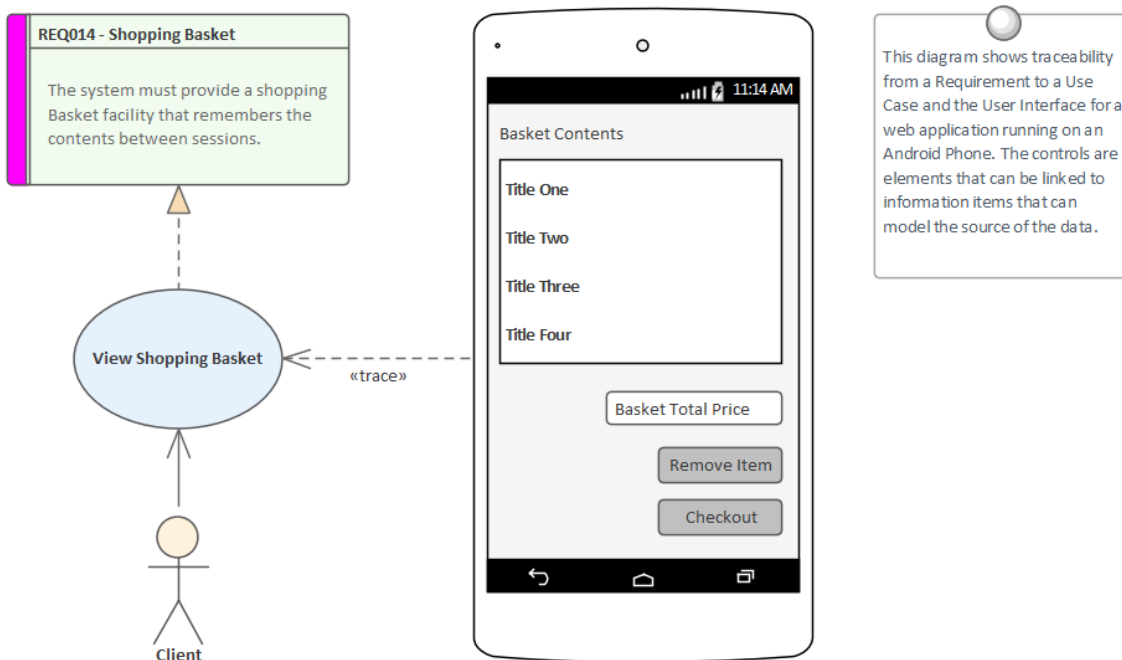 REQ014 - Shopping Basket
The system must provide a shopping
Basket facility that remembers the
contents between sessions.
View Shopping Basket
«trace»
Client
11:14 AM
Basket Contents
Title One
Title Two
Title Three
Title Four
Basket Total Price
Remove Item
Checkout
This diagram shows traceability
from a Requirement to a Use
Case and the User Interface for a
web application running on an
Android Phone. The controls are
elements that can be linked to
information items that can
model the source of the data.